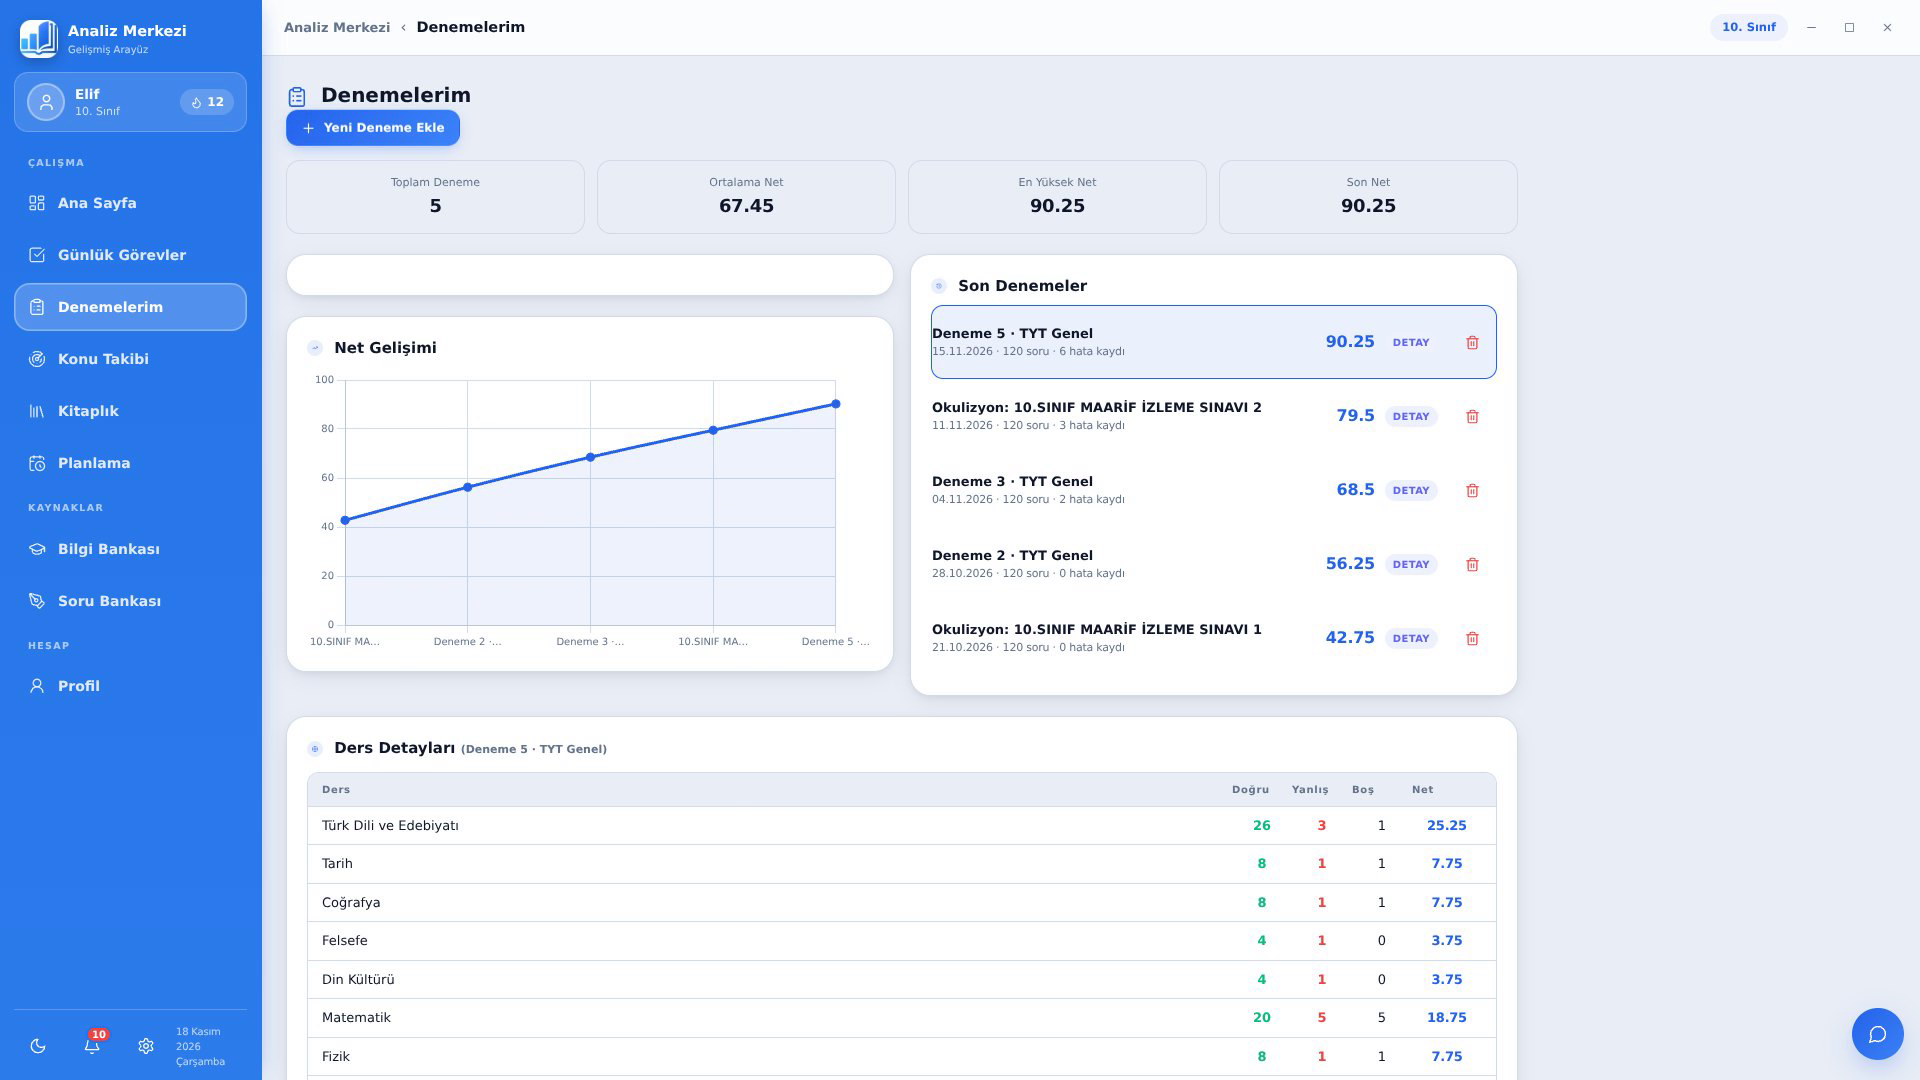 Analiz Merkezi
Gelişmiş Arayüz
Elif
10. Sınıf
12
ÇALIŞMA
Ana Sayfa
Günlük Görevler
Denemelerim
Konu Takibi
Kitaplık
Planlama
KAYNAKLAR
Bilgi Bankası
Soru Bankası
HESAP
Profil
10
18 Kasım
2026
Çarşamba
Analiz Merkezi ‹ Denemelerim
10. Sınıf
Denemelerim
Yeni Deneme Ekle
Toplam Deneme
5
Ortalama Net
67.45
En Yüksek Net
90.25
Son Net
90.25
Net Gelişimi
100
80
60
40
20
0
10.SINIF MA... Deneme 2 ·... Deneme 3 ·... 10.SINIF MA... Deneme 5 ·...
Son Denemeler
Deneme 5 · TYT Genel
15.11.2026 · 120 soru · 6 hata kaydı
90.25 DETAY
Okulizyon: 10.SINIF MAARİF İZLEME SINAVI 2
11.11.2026 · 120 soru · 3 hata kaydı
79.5 DETAY
Deneme 3 · TYT Genel
04.11.2026 · 120 soru · 2 hata kaydı
68.5 DETAY
Deneme 2 · TYT Genel
28.10.2026 · 120 soru · 0 hata kaydı
56.25 DETAY
Okulizyon: 10.SINIF MAARİF İZLEME SINAVI 1
21.10.2026 · 120 soru · 0 hata kaydı
42.75 DETAY
Ders Detayları (Deneme 5 · TYT Genel)
Ders Doğru Yanlış Boş Net
Türk Dili ve Edebiyatı 26 3 1 25.25
Tarih 8 1 1 7.75
Coğrafya 8 1 1 7.75
Felsefe 4 1 0 3.75
Din Kültürü 4 1 0 3.75
Matematik 20 5 5 18.75
Fizik 8 1 1 7.75